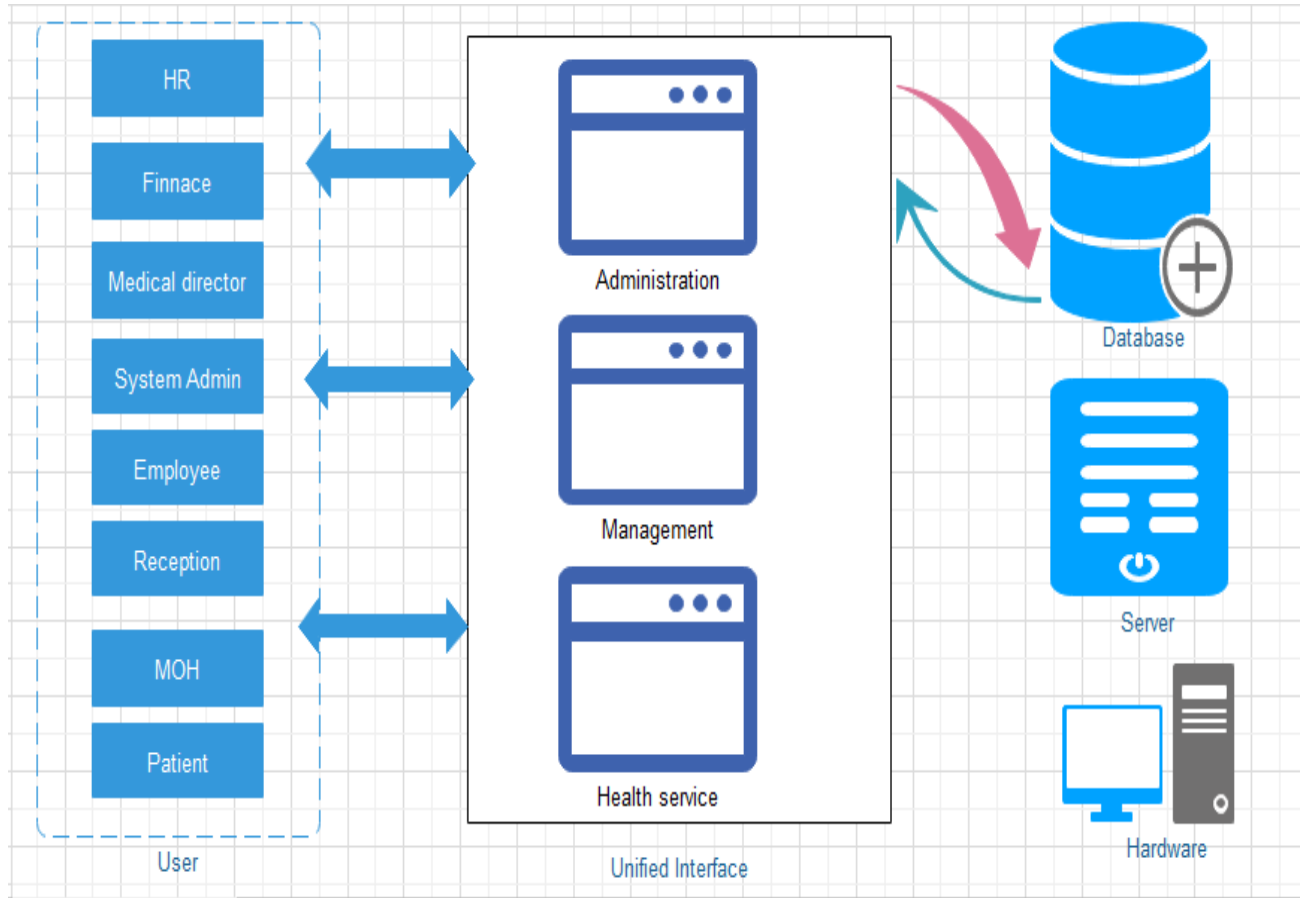 HR
Finnace
Medical director
System Admin
Employee
Reception
MOH
Patient
User
Administration
Management
Health service
Unified Interface
Database
Server
Hardware